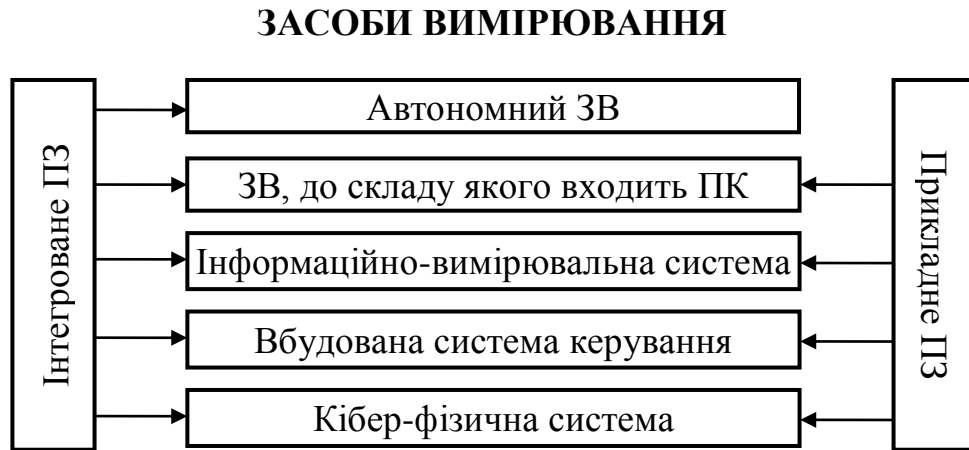 ЗАСОБИ ВИМІРЮВАННЯ
Інтегроване ПЗ
Автономний ЗВ
ЗВ, до складу якого входить ПК
Інформаційно-вимірювальна система
Вбудована система керування
Кібер-фізична система
Прикладне ПЗ